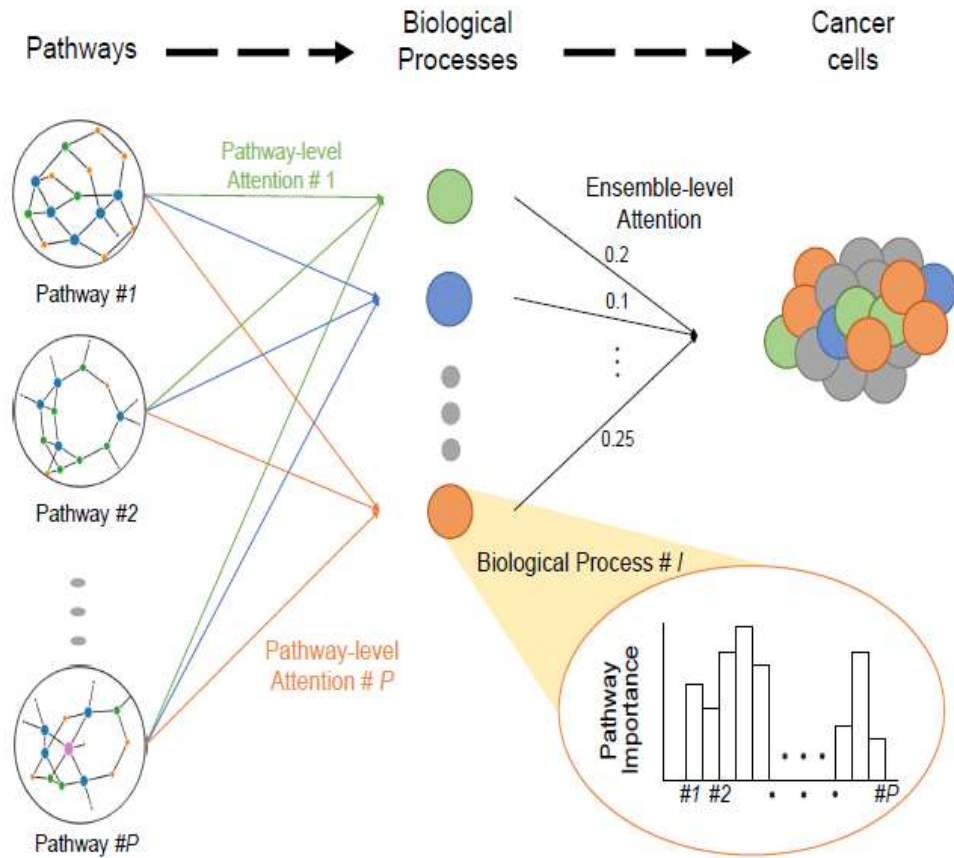 Pathways
Biological
Processes
Cancer
cells
Pathway-level
Attention # 1
Ensemble-level
Attention
0.2
0.1
0.25
Pathway #1
Pathway #2
Biological Process # I
Pathway-level
Attention # P
Pathway
Importance
#1 #2 #P
Pathway #P